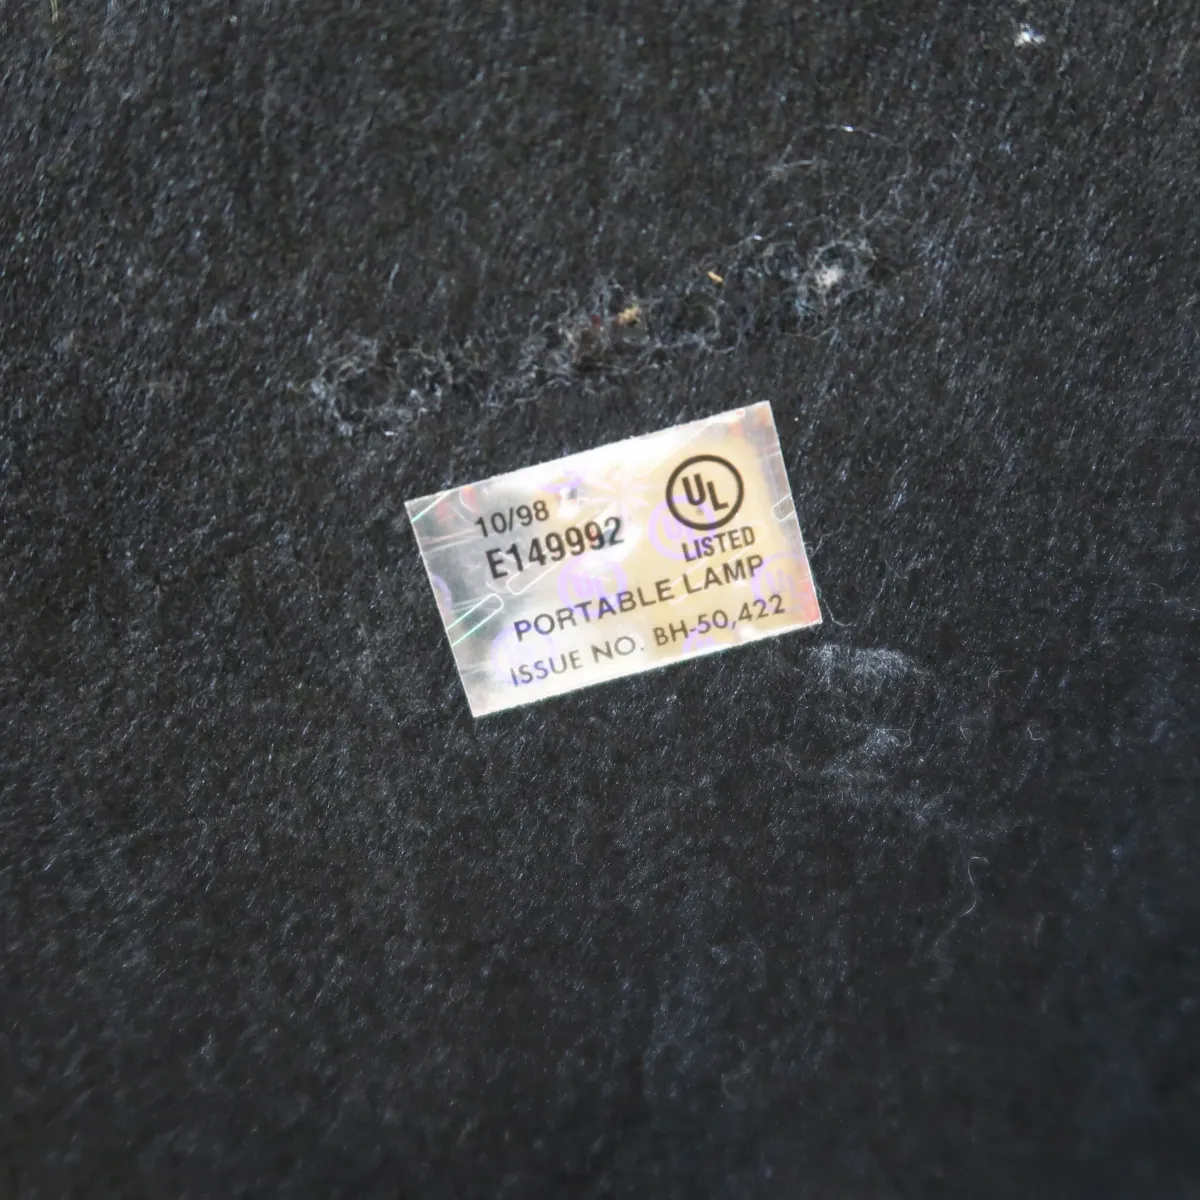 10/98
E149992
UL
LISTED
PORTABLE LAMP
ISSUE NO. BH-50,422